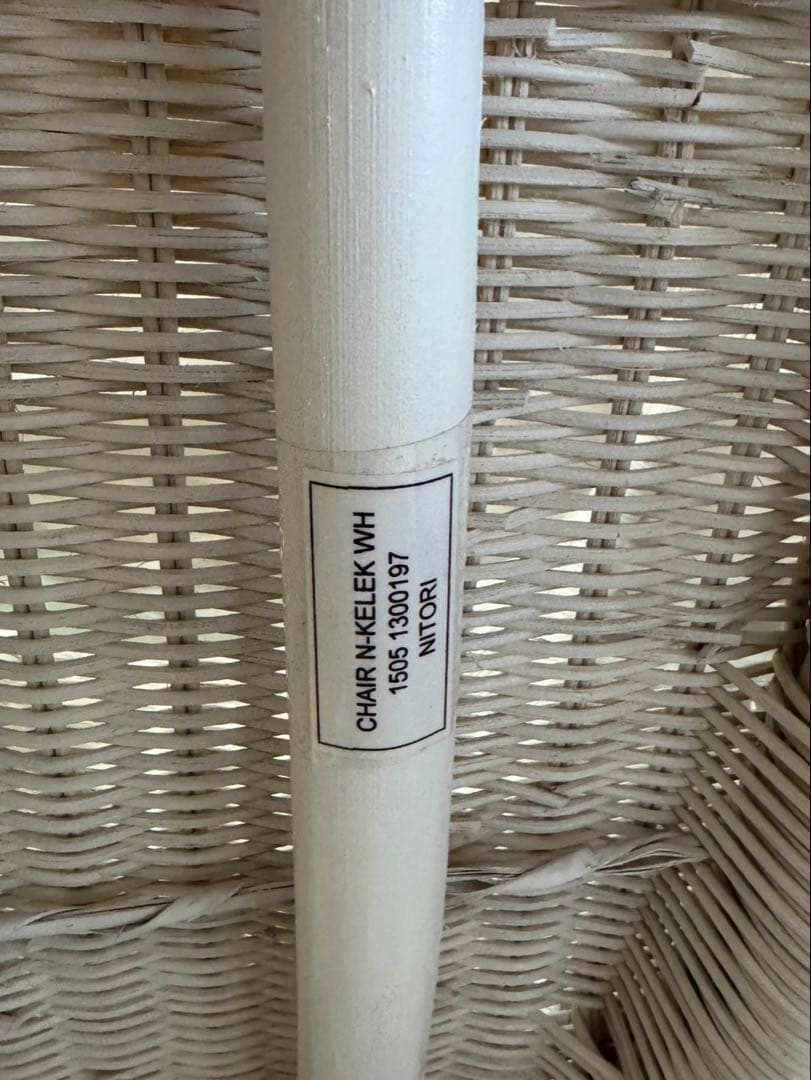 CHAIR N-KELEK WH
1505 1300197
NITORI